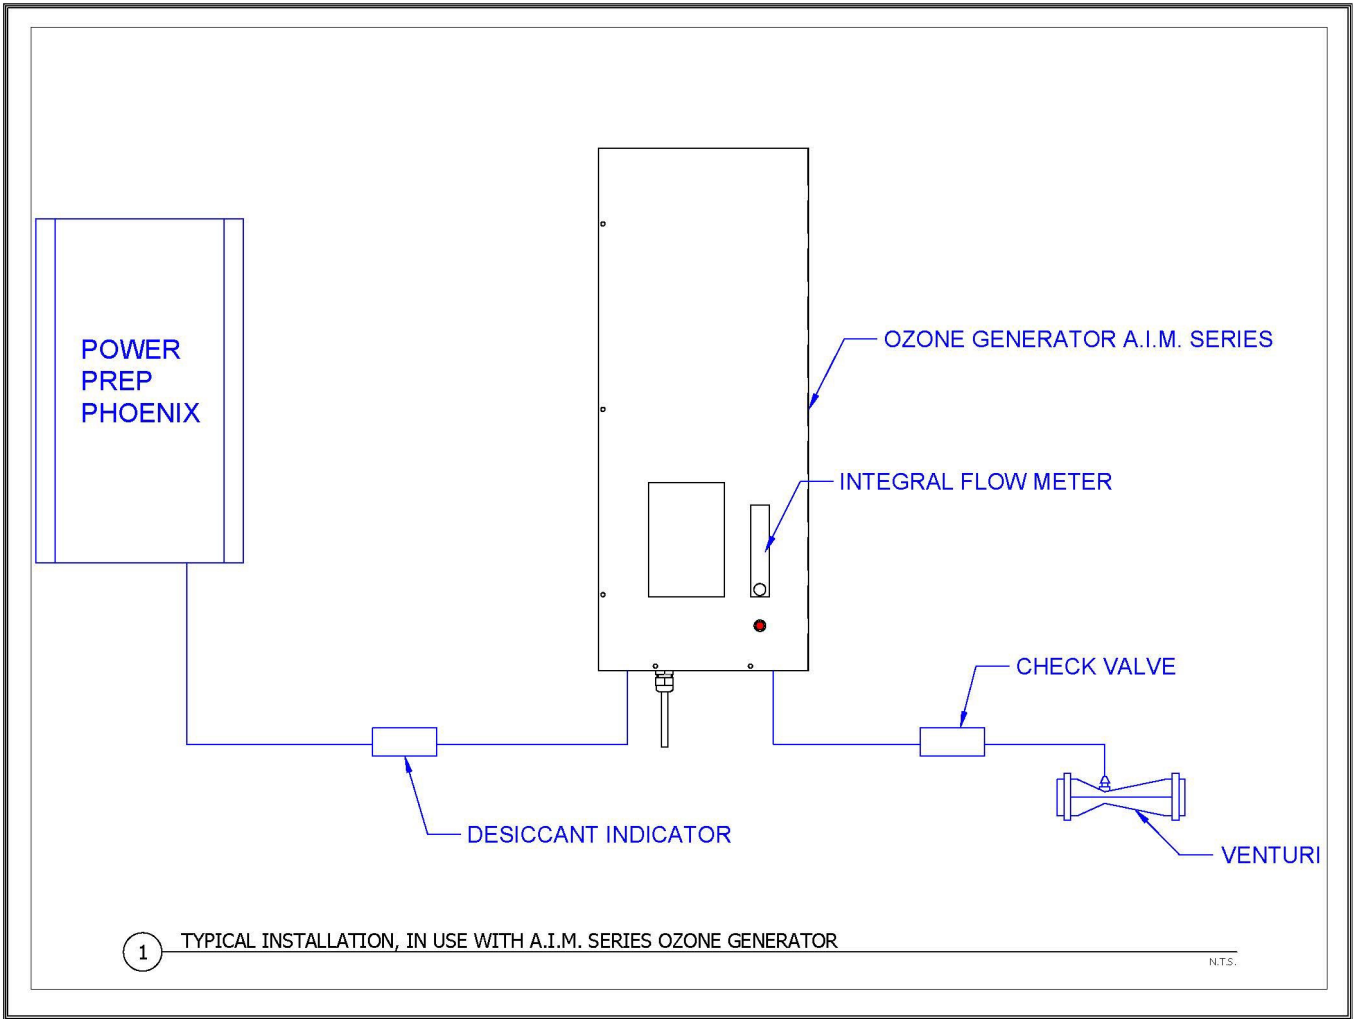 POWER
PREP
PHOENIX
OZONE GENERATOR A.I.M. SERIES
INTEGRAL FLOW METER
CHECK VALVE
DESICCANT INDICATOR
VENTURI
1
TYPICAL INSTALLATION, IN USE WITH A.I.M. SERIES OZONE GENERATOR
N.T.S.